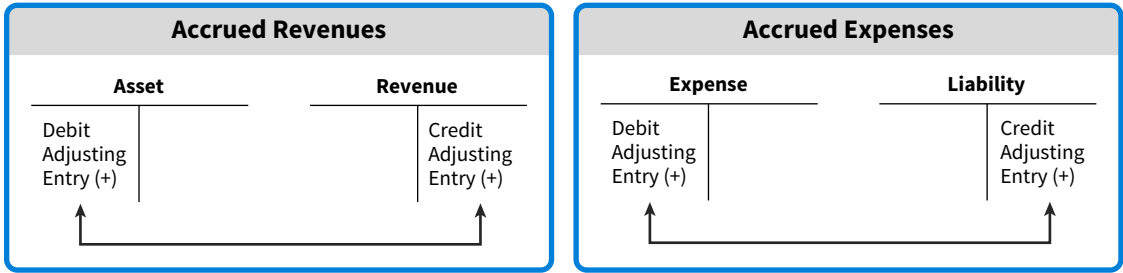 Accrued Revenues
Asset
Revenue
Debit
Adjusting
Entry (+)
Credit
Adjusting
Entry (+)
Accrued Expenses
Expense
Liability
Debit
Adjusting
Entry (+)
Credit
Adjusting
Entry (+)